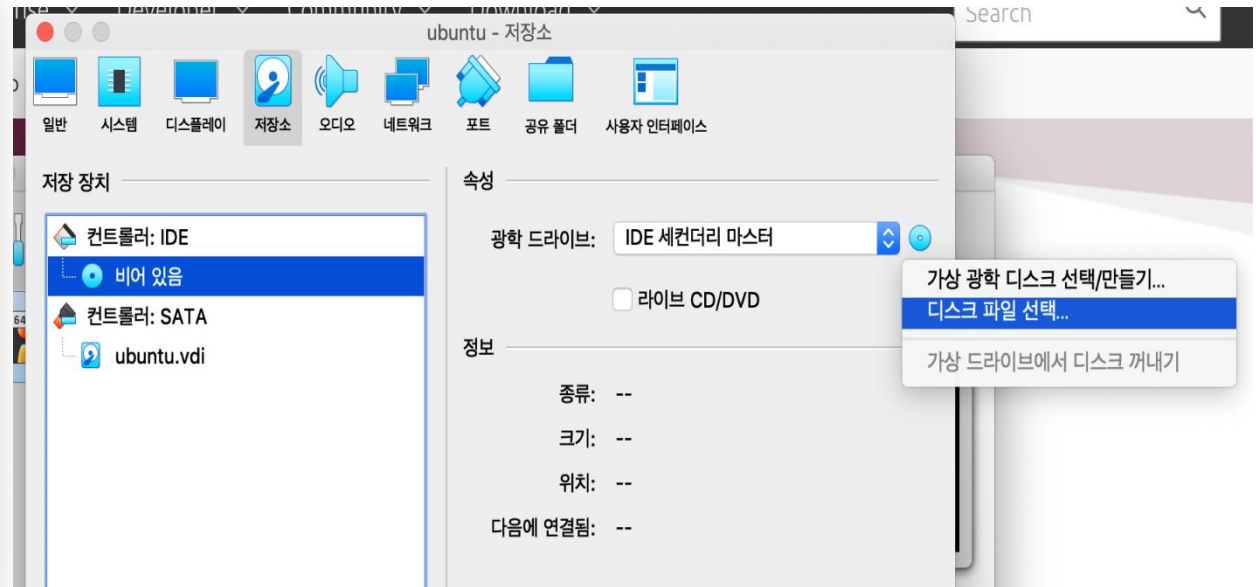 Developer Community Download
Search
ubuntu - 저장소
일반 시스템 디스플레이 저장소 오디오 네트워크 포트 공유 폴더 사용자 인터페이스
저장 장치
컨트롤러: IDE
비어 있음
컨트롤러: SATA
ubuntu.vdi
속성
광학 드라이브: IDE 세컨더리 마스터
라이브 CD/DVD
가상 광학 디스크 선택/만들기...
디스크 파일 선택...
가상 드라이브에서 디스크 꺼내기
정보
종류: --
크기: --
위치: --
다음에 연결됨: --
64